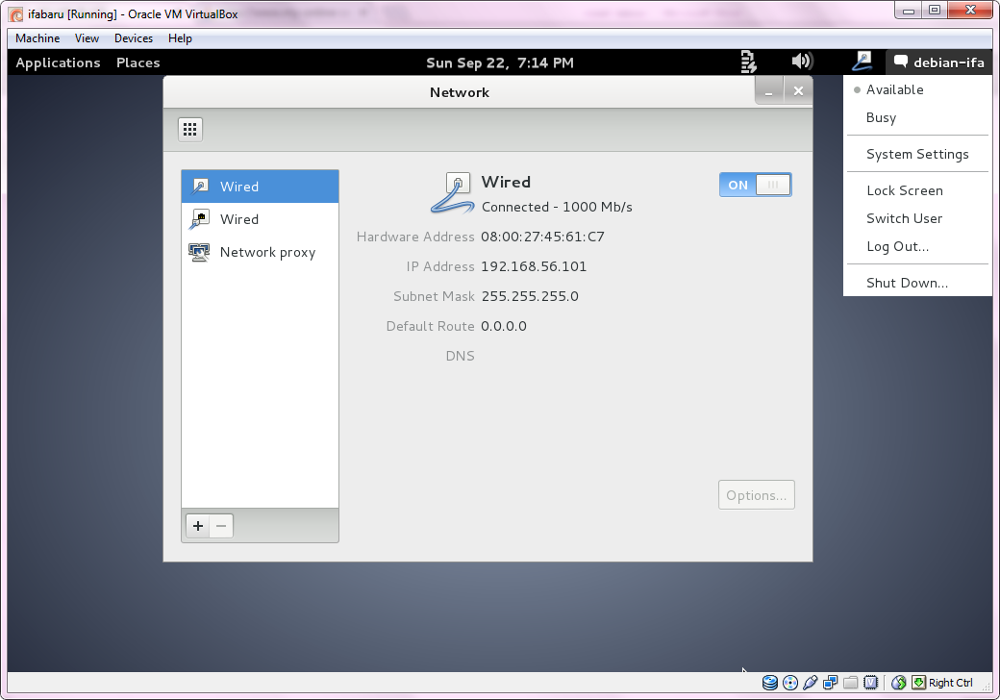 ifabaru [Running] - Oracle VM VirtualBox
Machine View Devices Help
Applications Places Sun Sep 22, 7:14 PM debian-ifa
Network
Available
Busy
System Settings
Lock Screen
Switch User
Log Out...
Shut Down...
Wired
Wired
Network proxy
Wired
ON
Connected - 1000 Mb/s
Hardware Address 08:00:27:45:61:C7
IP Address 192.168.56.101
Subnet Mask 255.255.255.0
Default Route 0.0.0.0
DNS
Options...
Right Ctrl